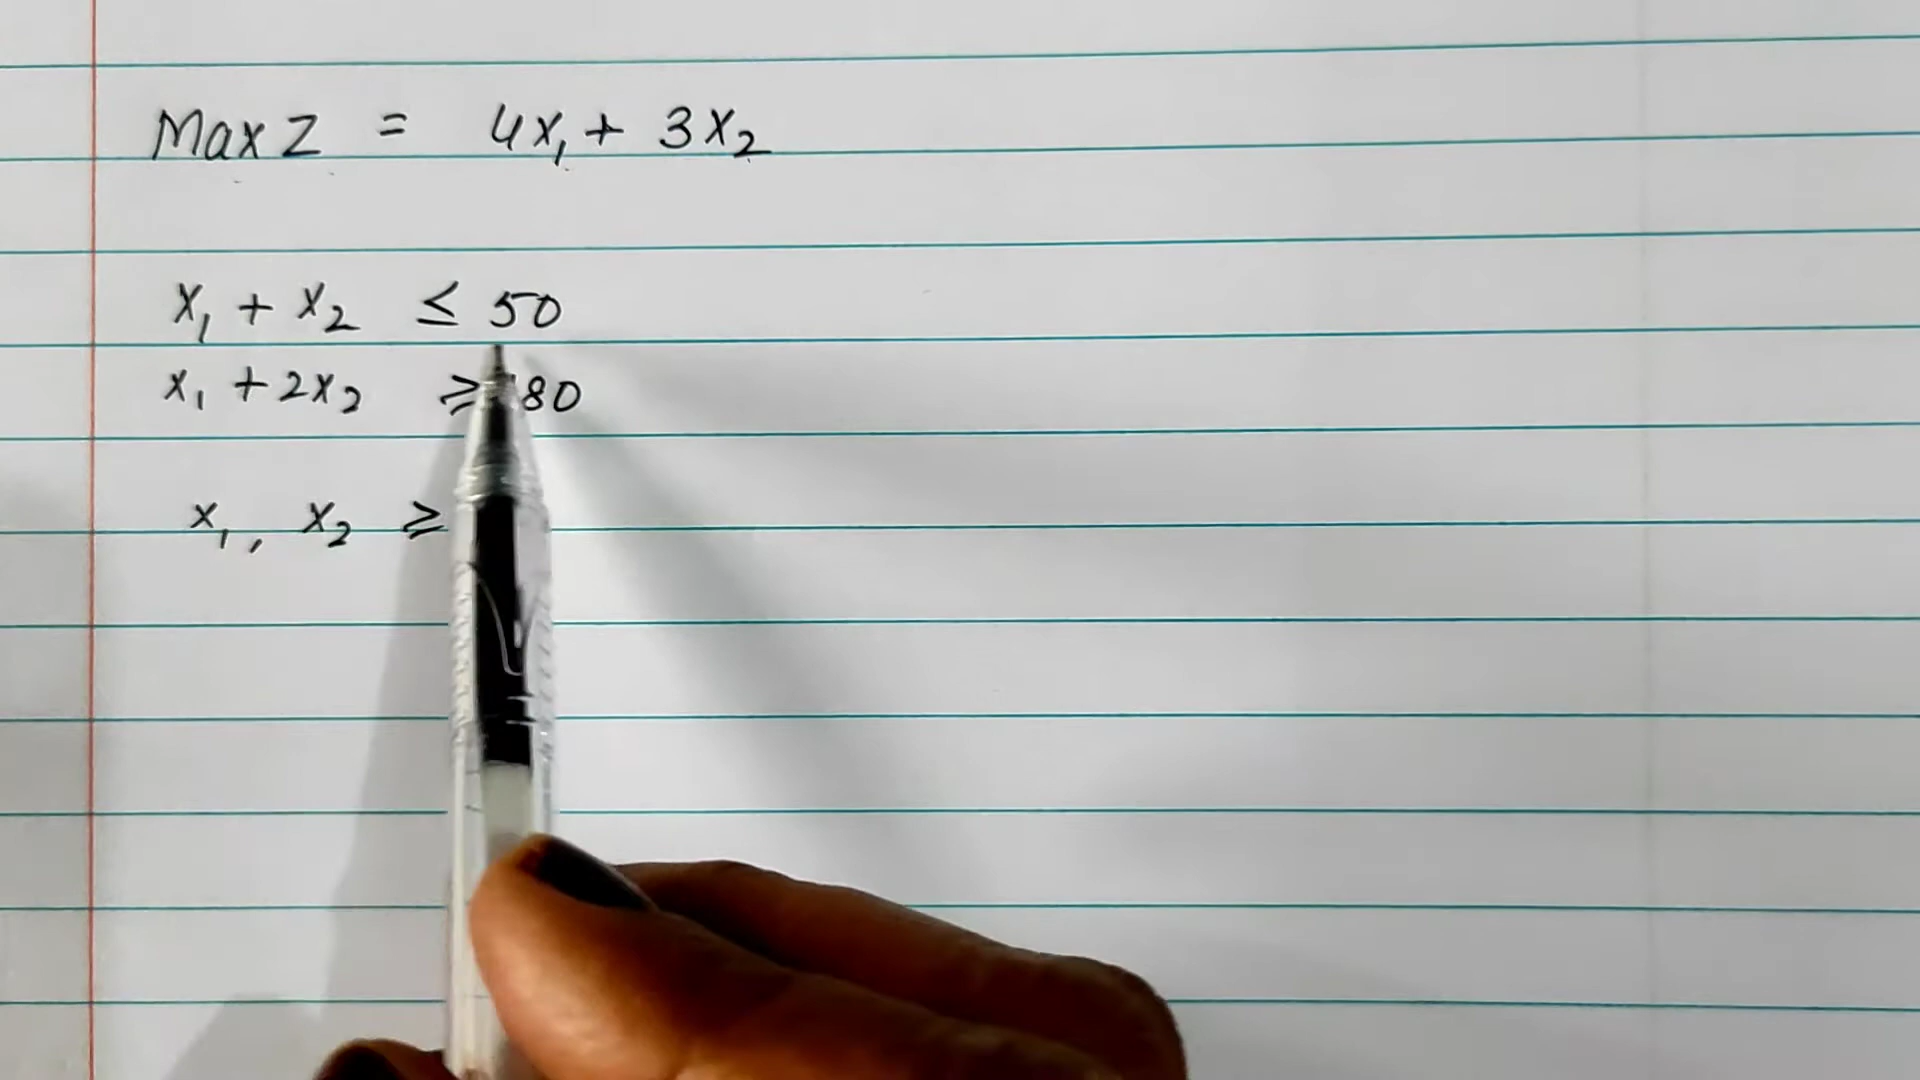 Max Z = 4x₁ + 3x₂
x₁ + x₂ ≤ 50
x₁ + 2x₂ ≥ 80
x₁, x₂ ≥